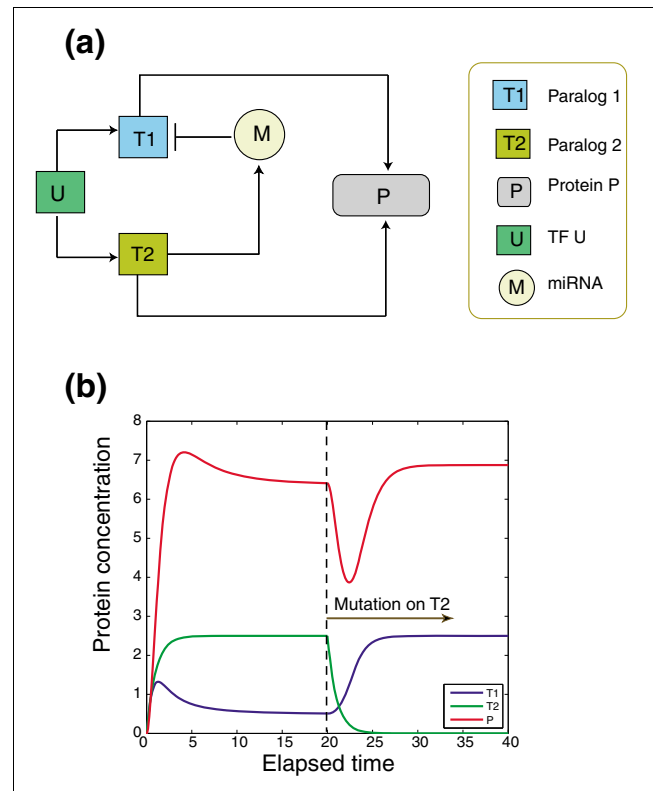 (a)
T1
M
U
P
T2
T1 Paralog 1
T2 Paralog 2
P Protein P
U TF U
M miRNA
(b)
Protein concentration
8
7
6
5
4
3
2
1
0
Mutation on T2
T1
T2
P
0 5 10 15 20 25 30 35 40
Elapsed time